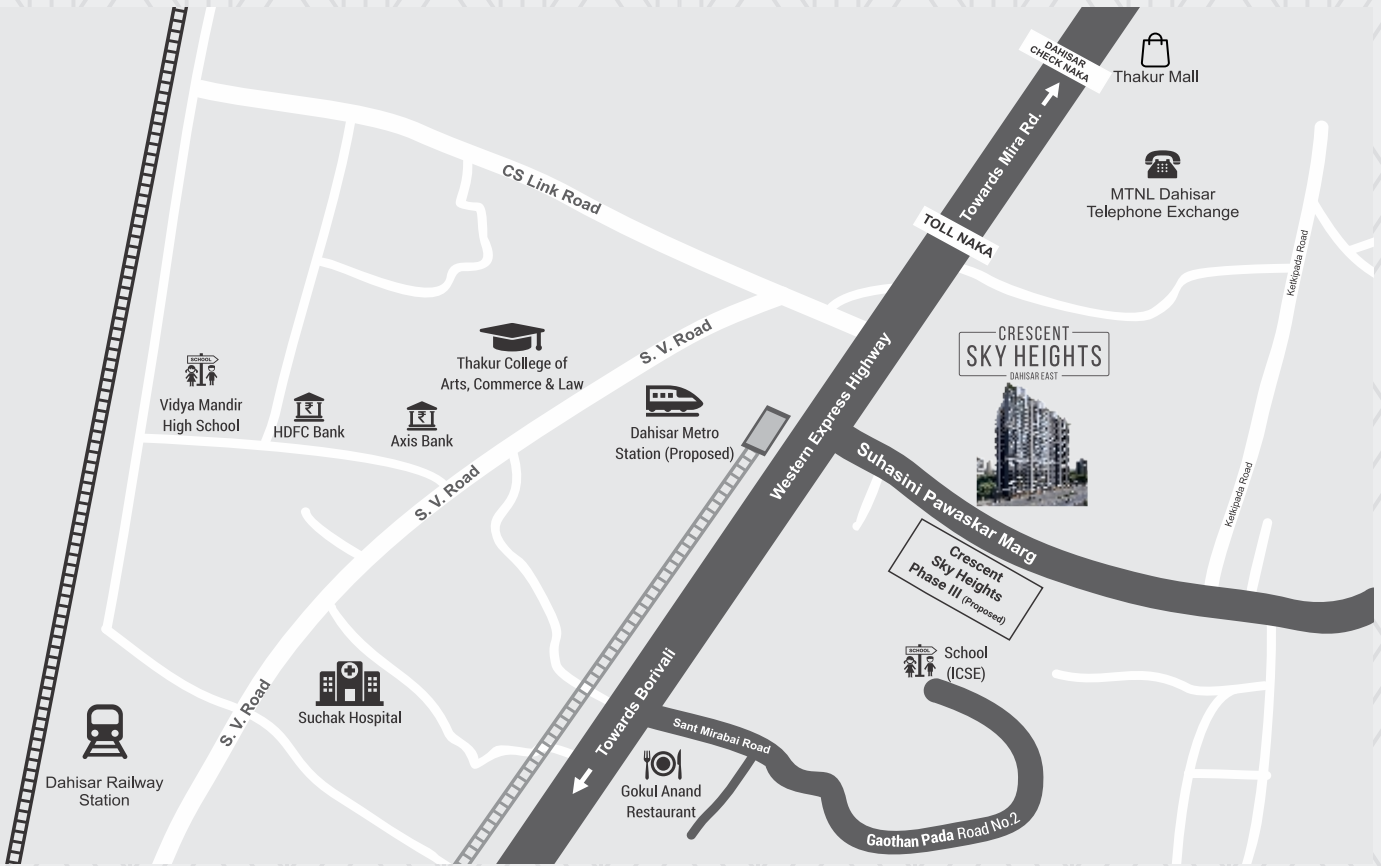 DAHISAR
CHECK NAKA
Thakur Mall
Towards Mira Rd.
MTNL Dahisar
Telephone Exchange
CS Link Road
TOLL NAKA
Ketkipada Road
S. V. Road
CRESCENT
SKY HEIGHTS
DAHISAR EAST
Thakur College of
Arts, Commerce & Law
SCHOOL
Vidya Mandir
High School
HDFC Bank
Axis Bank
Dahisar Metro
Station (Proposed)
Western Express Highway
Suhasini Pawaskar Marg
S. V. Road
Ketkipada Road
Crescent
Sky Heights
Phase III (Proposed)
SCHOOL
School
(ICSE)
Towards Borivali
Suchak Hospital
S. V. Road
Sant Mirabai Road
Dahisar Railway
Station
Gokul Anand
Restaurant
Gaothan Pada Road No.2